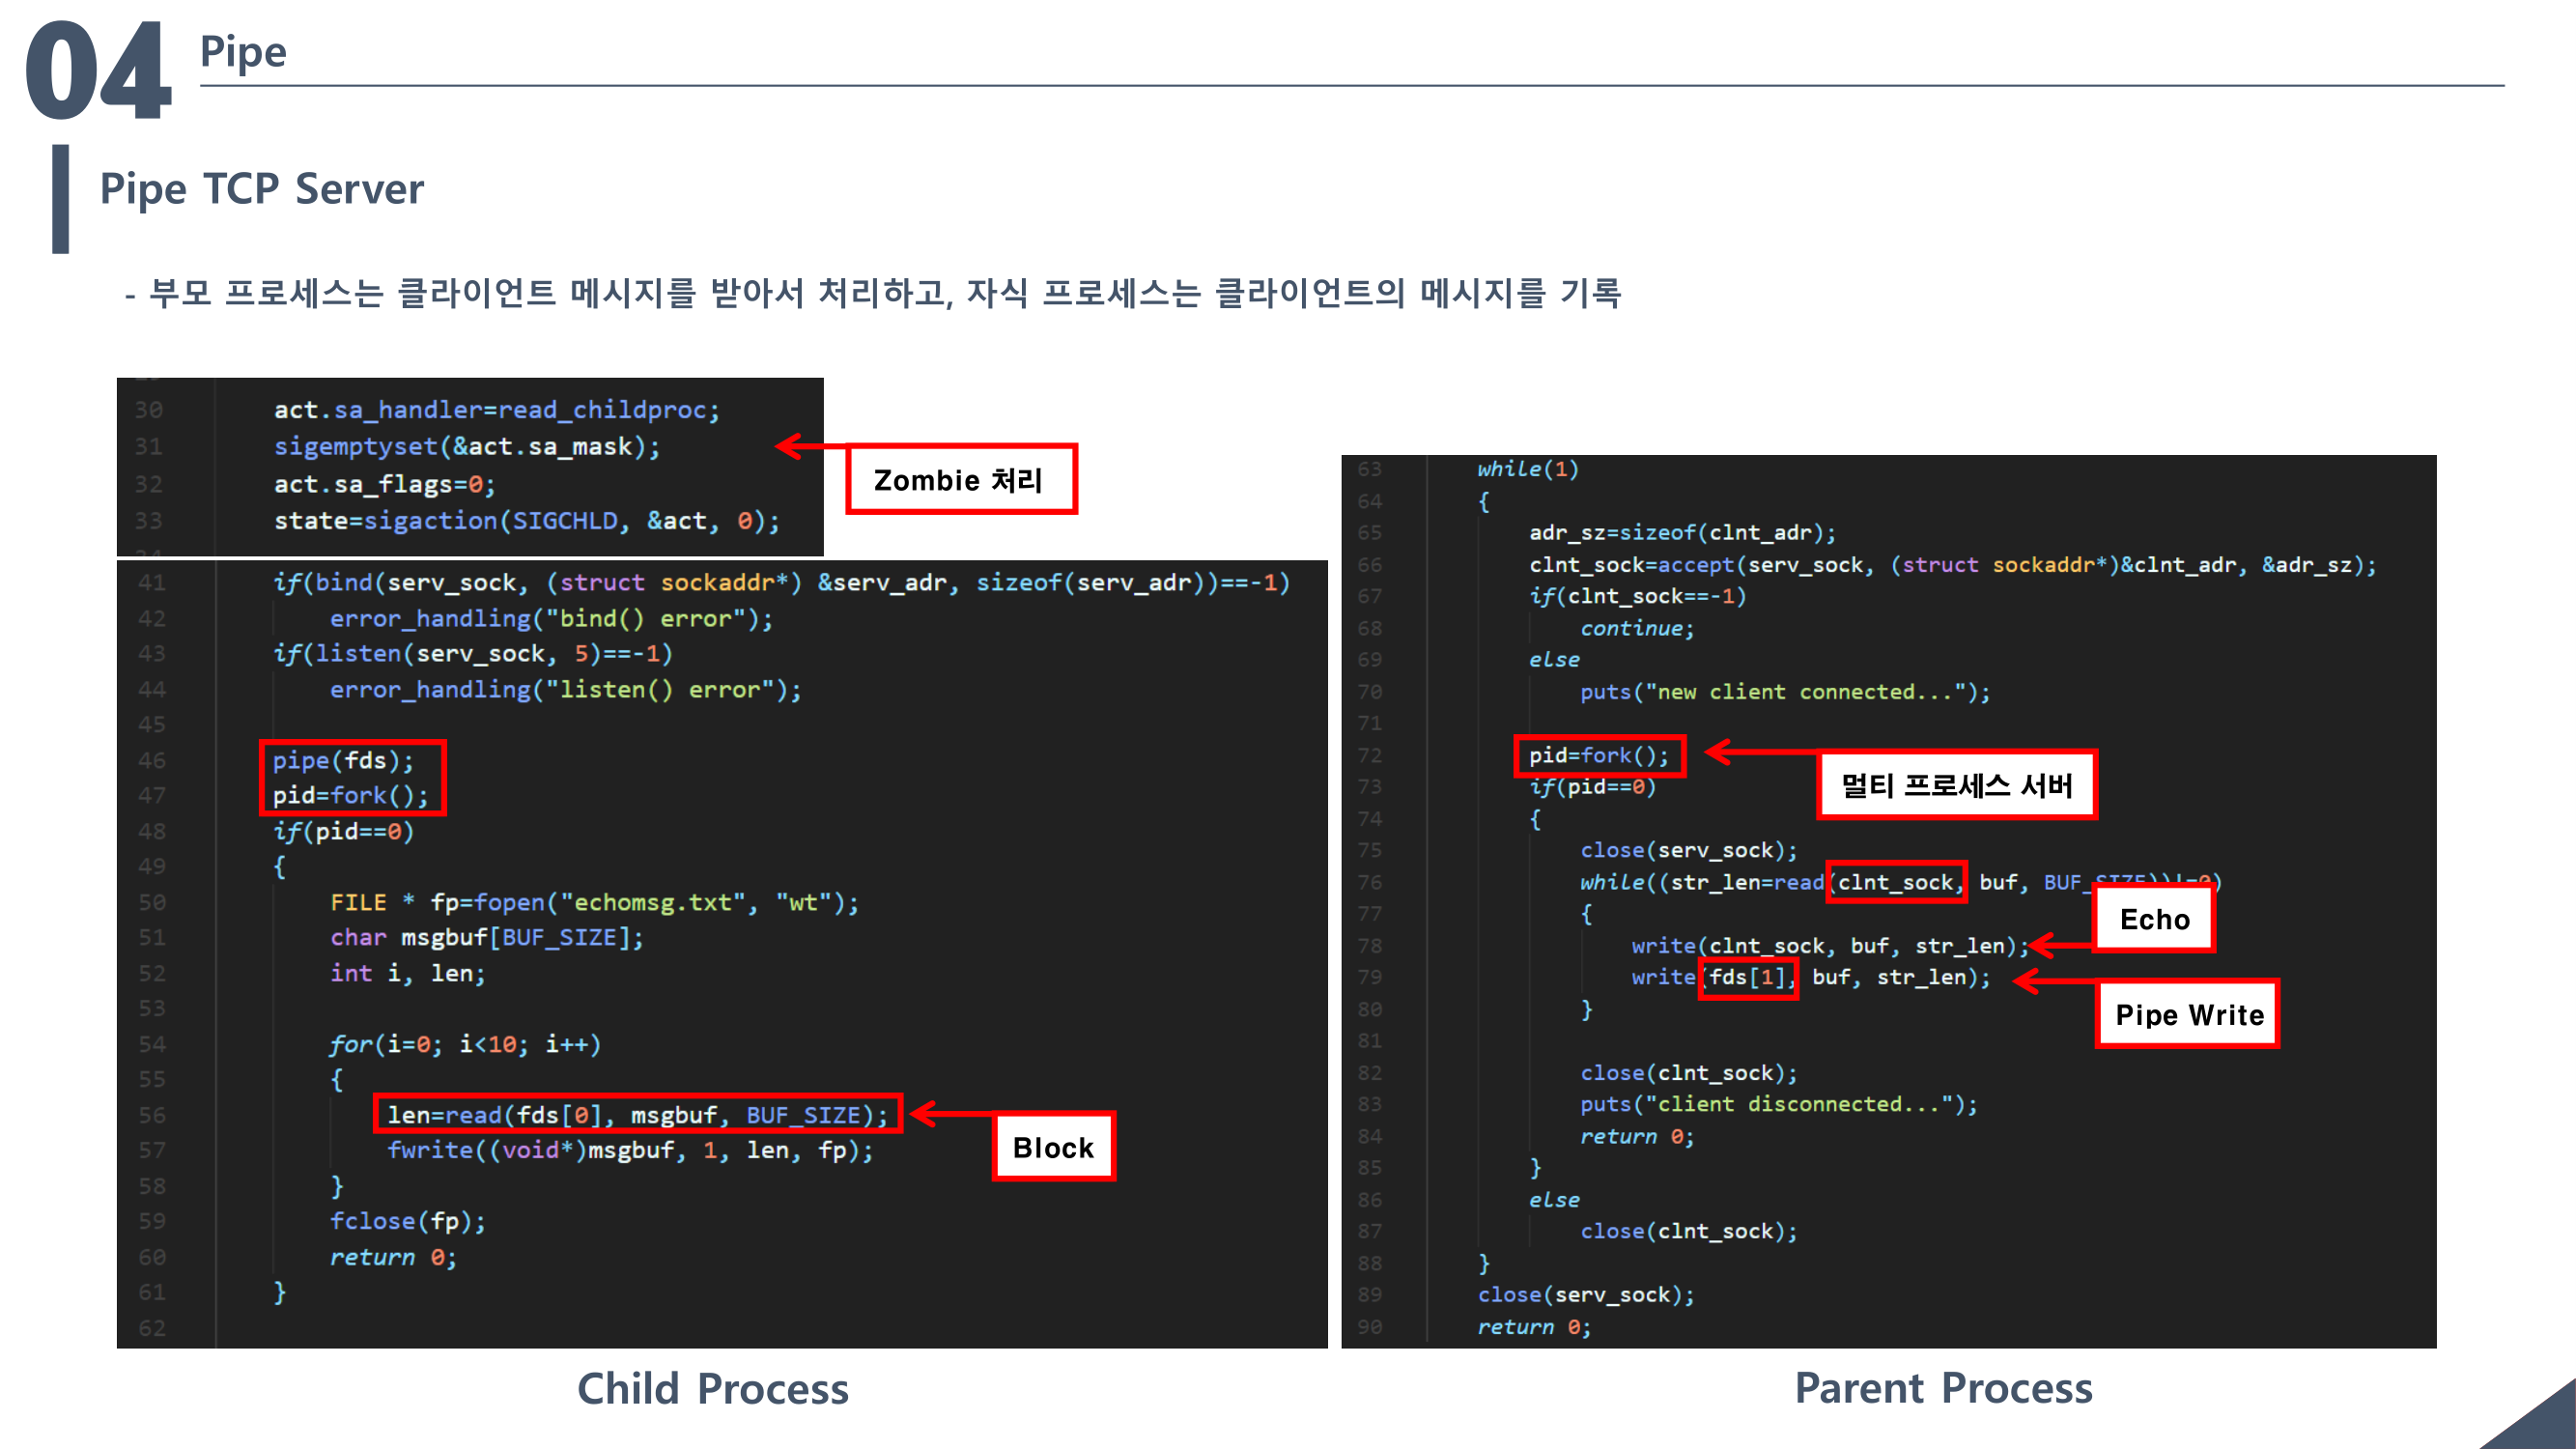 04
Pipe
Pipe TCP Server
- 부모 프로세스는 클라이언트 메시지를 받아서 처리하고, 자식 프로세스는 클라이언트의 메시지를 기록
30 act.sa_handler=read_childproc;
31 sigemptyset(&act.sa_mask);
32 act.sa_flags=0;
33 state=sigaction(SIGCHLD, &act, 0);
Zombie 처리
41 if(bind(serv_sock, (struct sockaddr*) &serv_adr, sizeof(serv_adr))==-1)
42 error_handling("bind() error");
43 if(listen(serv_sock, 5)==-1)
44 error_handling("listen() error");
45
46 pipe(fds);
47 pid=fork();
48 if(pid==0)
49 {
50 FILE * fp=fopen("echomsg.txt", "wt");
51 char msgbuf[BUF_SIZE];
52 int i, len;
53
54 for(i=0; i<10; i++)
55 {
56 len=read(fds[0], msgbuf, BUF_SIZE);
57 fwrite((void*)msgbuf, 1, len, fp);
58 }
59 fclose(fp);
60 return 0;
61 }
62
Block
Child Process
63 while(1)
64 {
65 adr_sz=sizeof(clnt_adr);
66 clnt_sock=accept(serv_sock, (struct sockaddr*)&clnt_adr, &adr_sz);
67 if(clnt_sock==-1)
68 continue;
69 else
70 puts("new client connected...");
71
72 pid=fork();
73 if(pid==0)
74 {
75 close(serv_sock);
76 while((str_len=read(clnt_sock, buf, BUF_SIZE))!=0)
77 {
78 write(clnt_sock, buf, str_len);
79 write(fds[1], buf, str_len);
80 }
81
82 close(clnt_sock);
83 puts("client disconnected...");
84 return 0;
85 }
86 else
87 close(clnt_sock);
88 }
89 close(serv_sock);
90 return 0;
멀티 프로세스 서버
Echo
Pipe Write
Parent Process